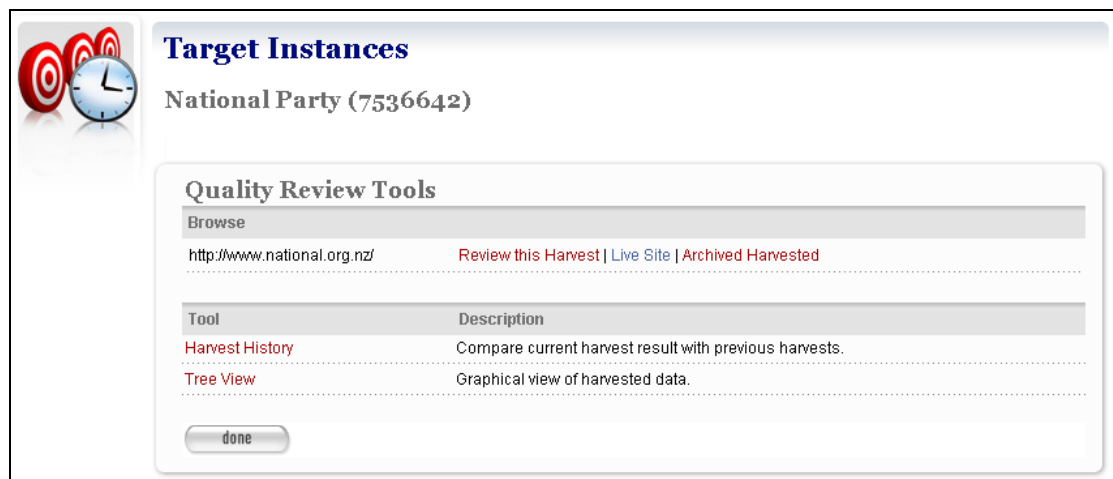 Target Instances
National Party (7536642)
Quality Review Tools
Browse
http://www.national.org.nz/ Review this Harvest | Live Site | Archived Harvested
Tool Description
Harvest History Compare current harvest result with previous harvests.
Tree View Graphical view of harvested data.
done